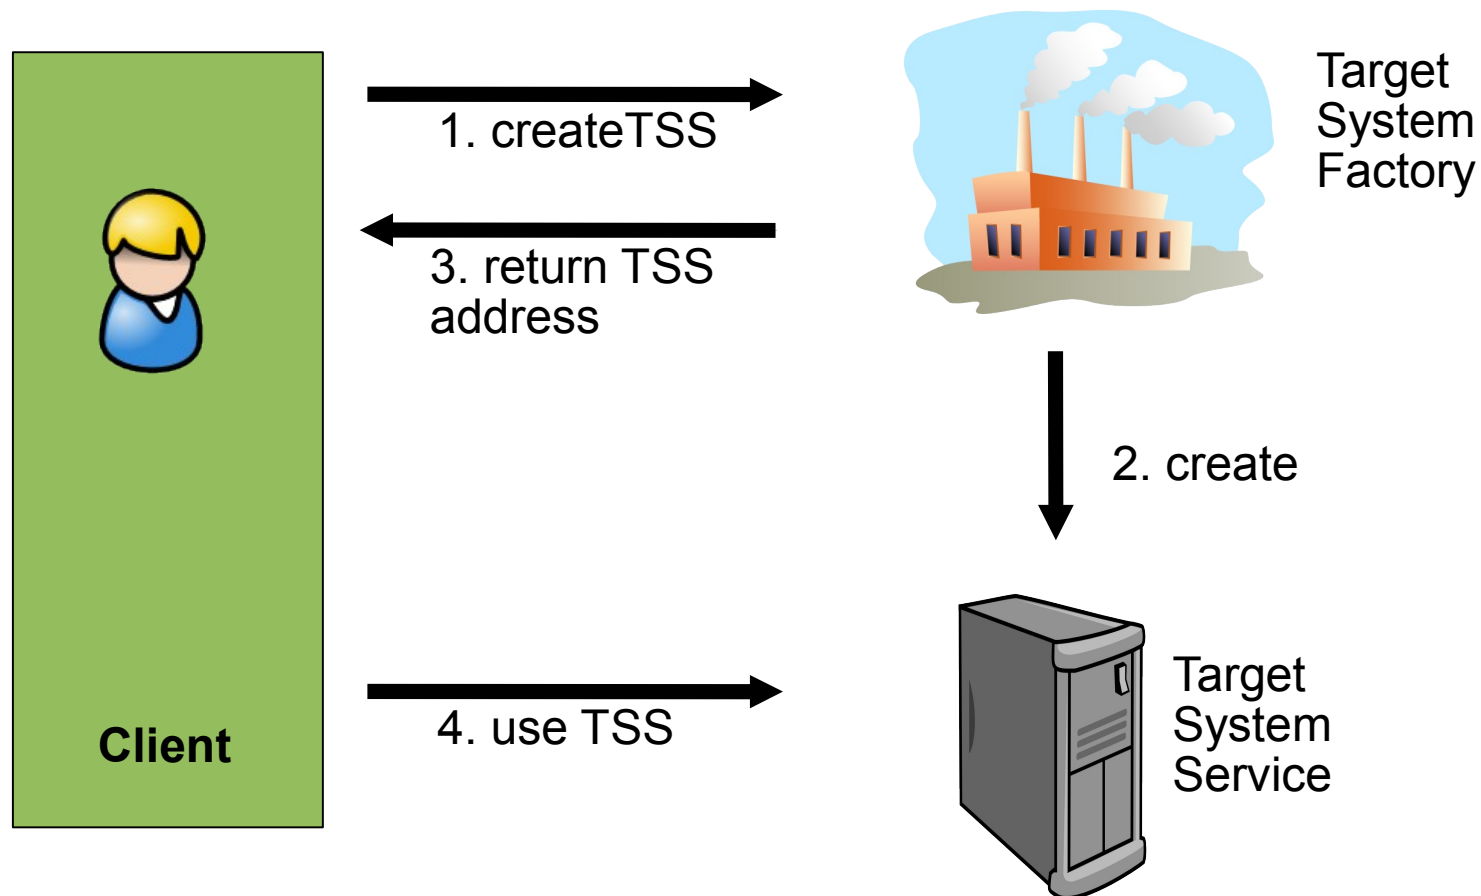 1. createTSS
Target
System
Factory
3. return TSS
address
2. create
4. use TSS
Target
System
Service
Client